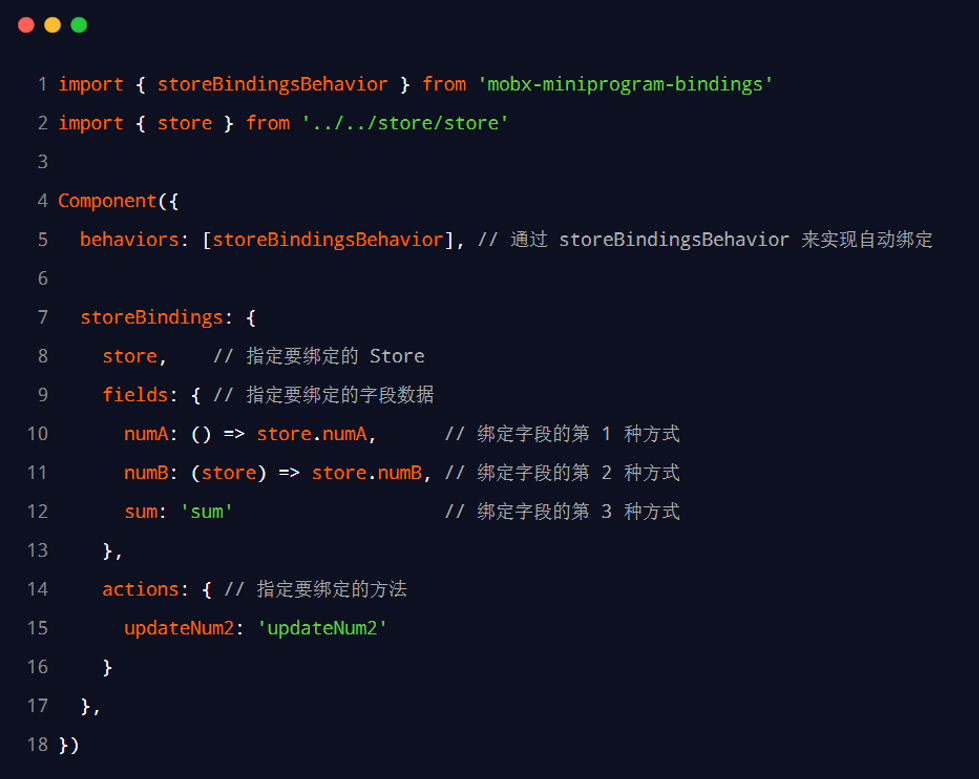 1 import { storeBindingsBehavior } from 'mobx-miniprogram-bindings'
2 import { store } from '../../store/store'
3
4 Component({
5   behaviors: [storeBindingsBehavior], // 通过 storeBindingsBehavior 来实现自动绑定
6
7   storeBindings: {
8     store,    // 指定要绑定的 Store
9     fields: { // 指定要绑定的字段数据
10       numA: () => store.numA,      // 绑定字段的第 1 种方式
11       numB: (store) => store.numB, // 绑定字段的第 2 种方式
12       sum: 'sum'                   // 绑定字段的第 3 种方式
13     },
14     actions: { // 指定要绑定的方法
15       updateNum2: 'updateNum2'
16     }
17   },
18 })